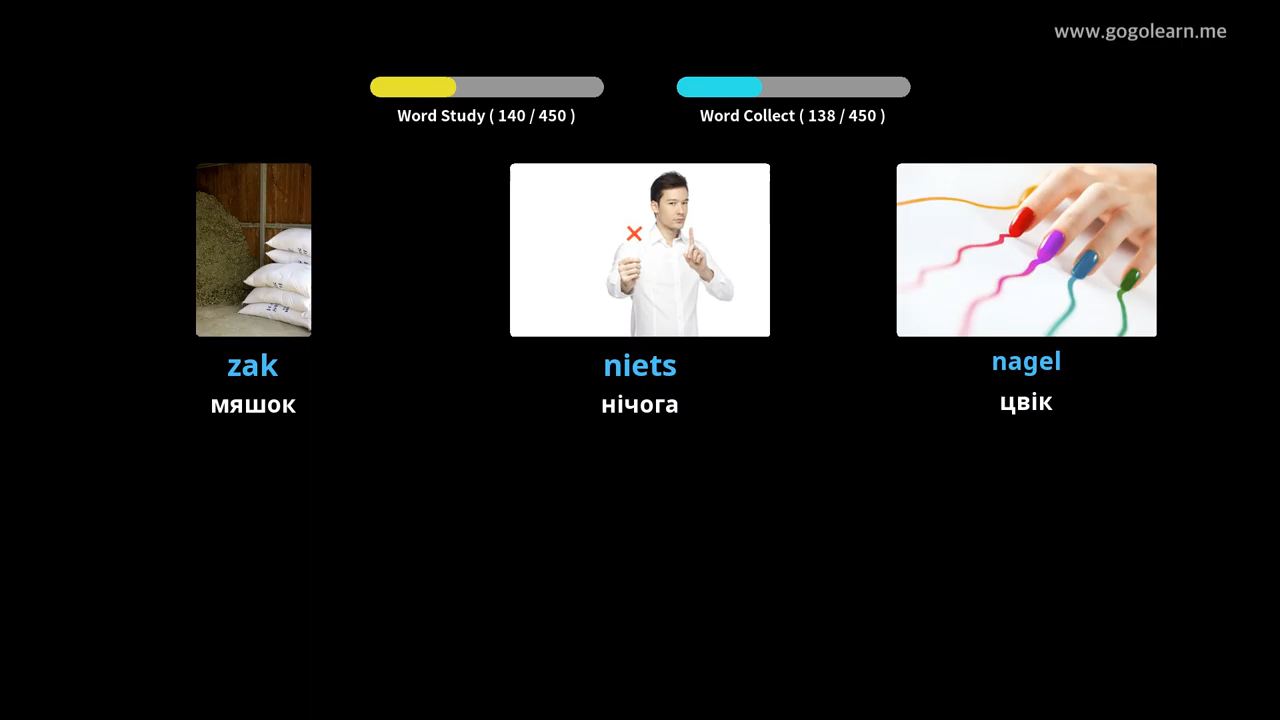 www.gogolearn.me
Word Study ( 140 / 450 )
Word Collect ( 138 / 450 )
zak
мяшок
niets
нічога
nagel
цвік